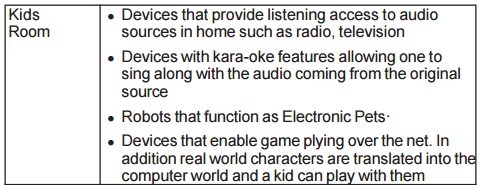 Kids
Room
• Devices that provide listening access to audio
sources in home such as radio, television
• Devices with kara-oke features allowing one to
sing along with the audio coming from the original
source
• Robots that function as Electronic Pets·
• Devices that enable game plying over the net. In
addition real world characters are translated into the
computer world and a kid can play with them